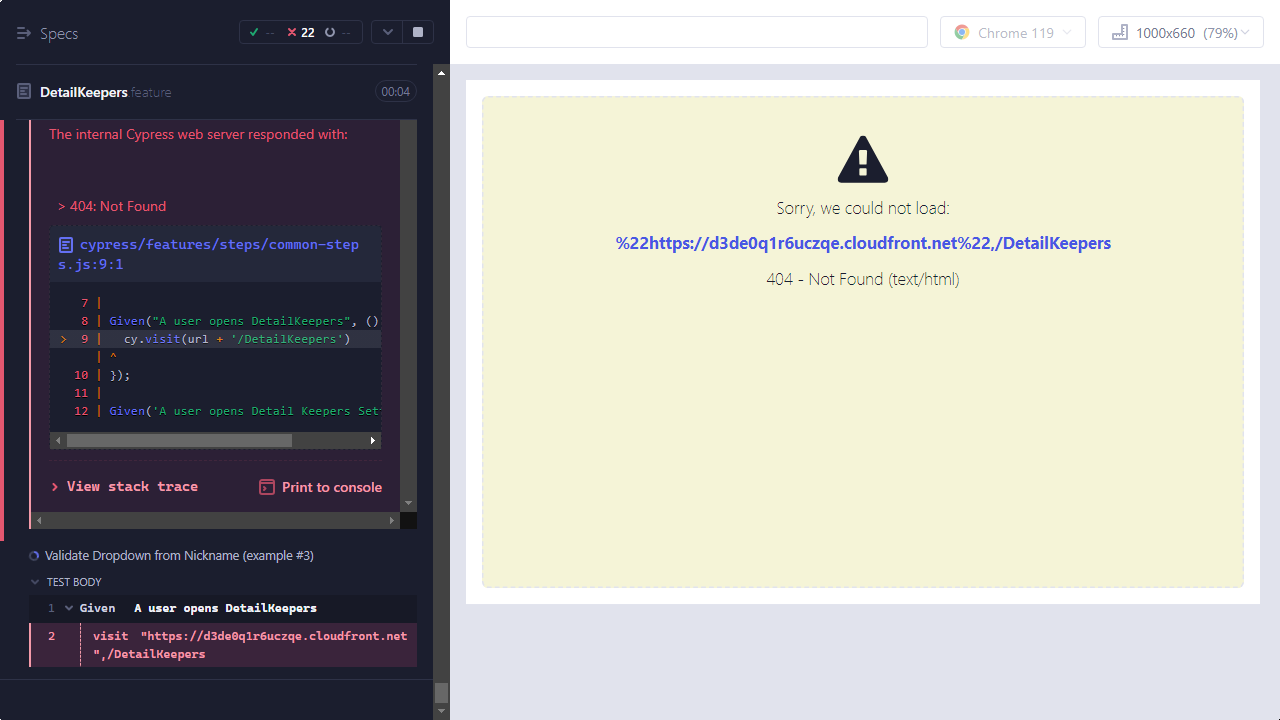 Specs
-- 22 --
Chrome 119
1000x660 (79%)
DetailKeepers feature
00:04
The internal Cypress web server responded with:
> 404: Not Found
cypress/features/steps/common-step
s.js:9:1
7 |
8 | Given("A user opens DetailKeepers", ()
> 9 | cy.visit(url + '/DetailKeepers')
| ^
10 | });
11 |
12 | Given('A user opens Detail Keepers Set
View stack trace
Print to console
Validate Dropdown from Nickname (example #3)
TEST BODY
1 Given A user opens DetailKeepers
2 visit "https://d3de0q1r6uczqe.cloudfront.net
",/DetailKeepers
Sorry, we could not load:
%22https://d3de0q1r6uczqe.cloudfront.net%22,/DetailKeepers
404 - Not Found (text/html)